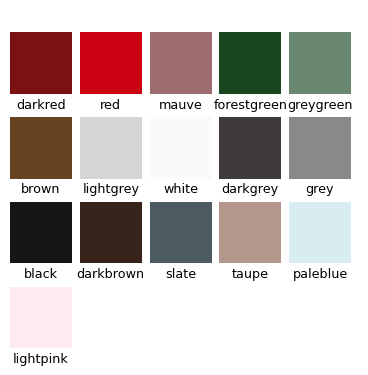 darkred red mauve forestgreen greygreen
brown lightgrey white darkgrey grey
black darkbrown slate taupe paleblue
lightpink